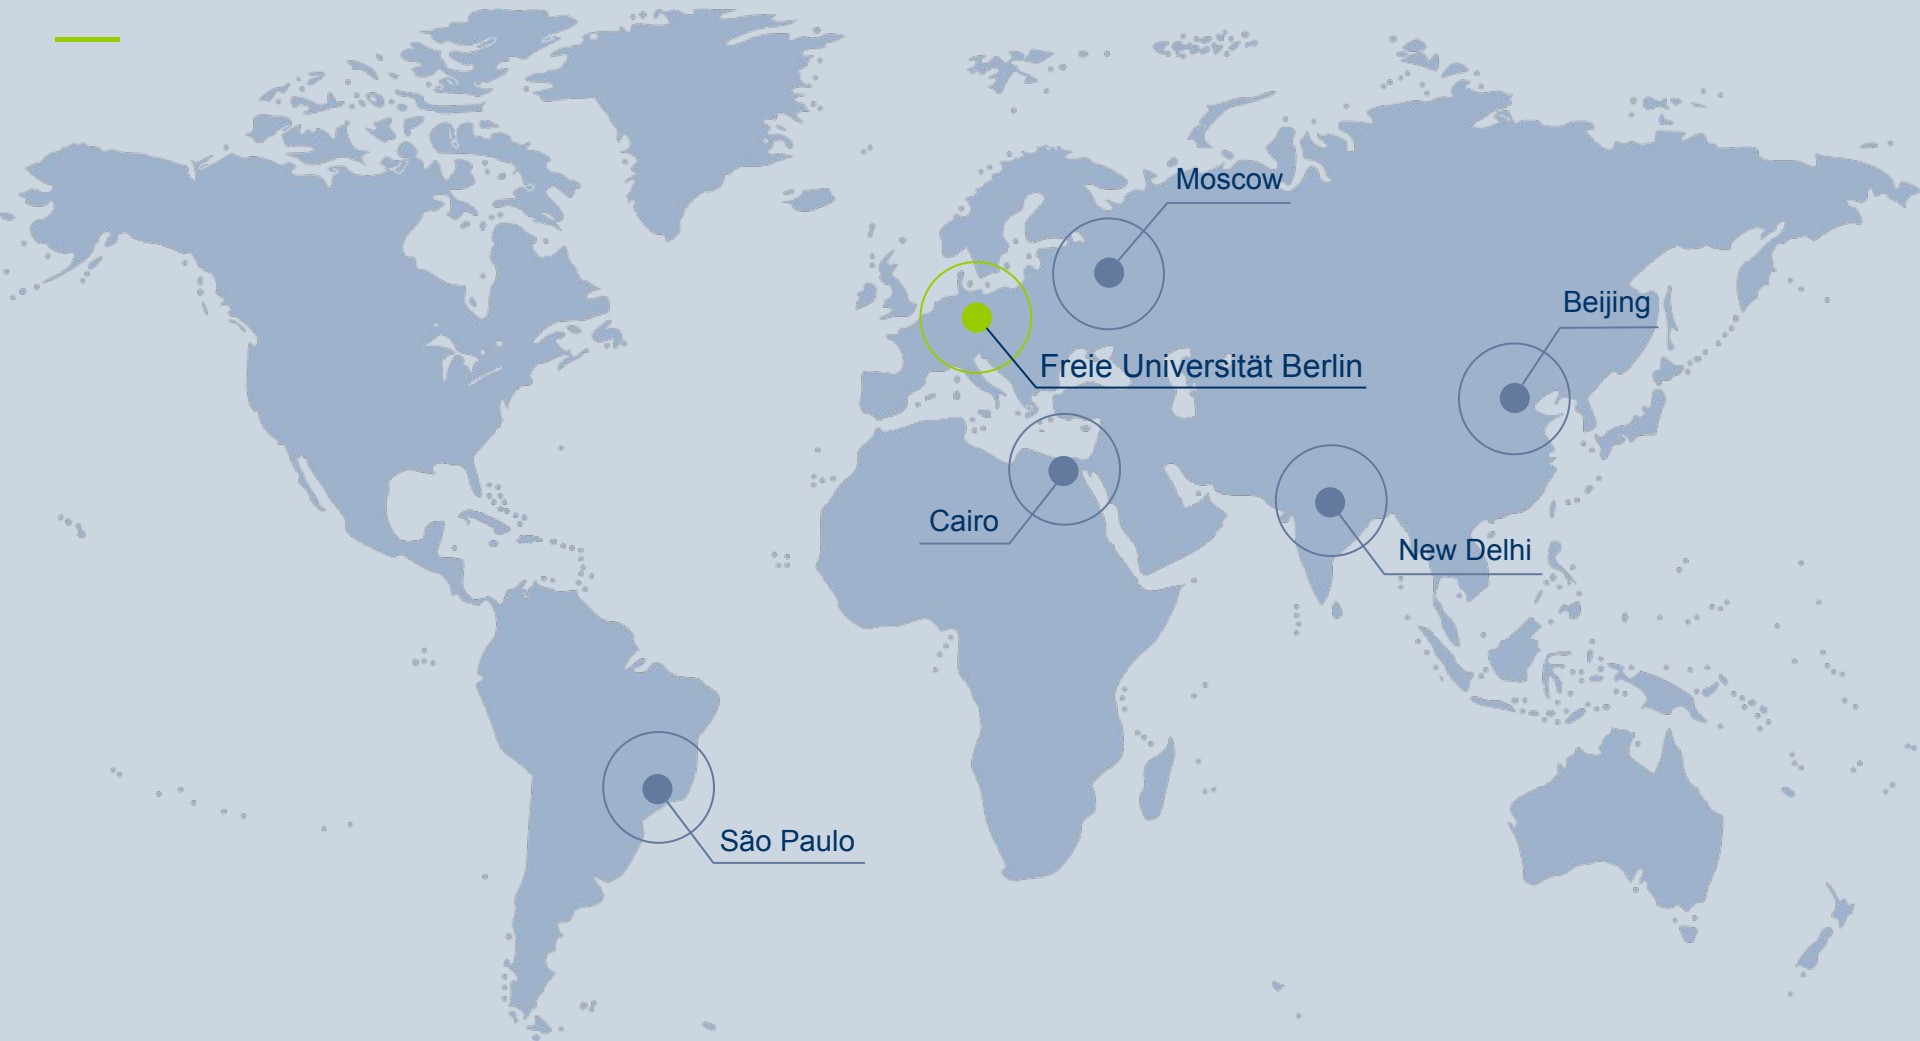 Moscow
Beijing
Freie Universität Berlin
Cairo
New Delhi
São Paulo